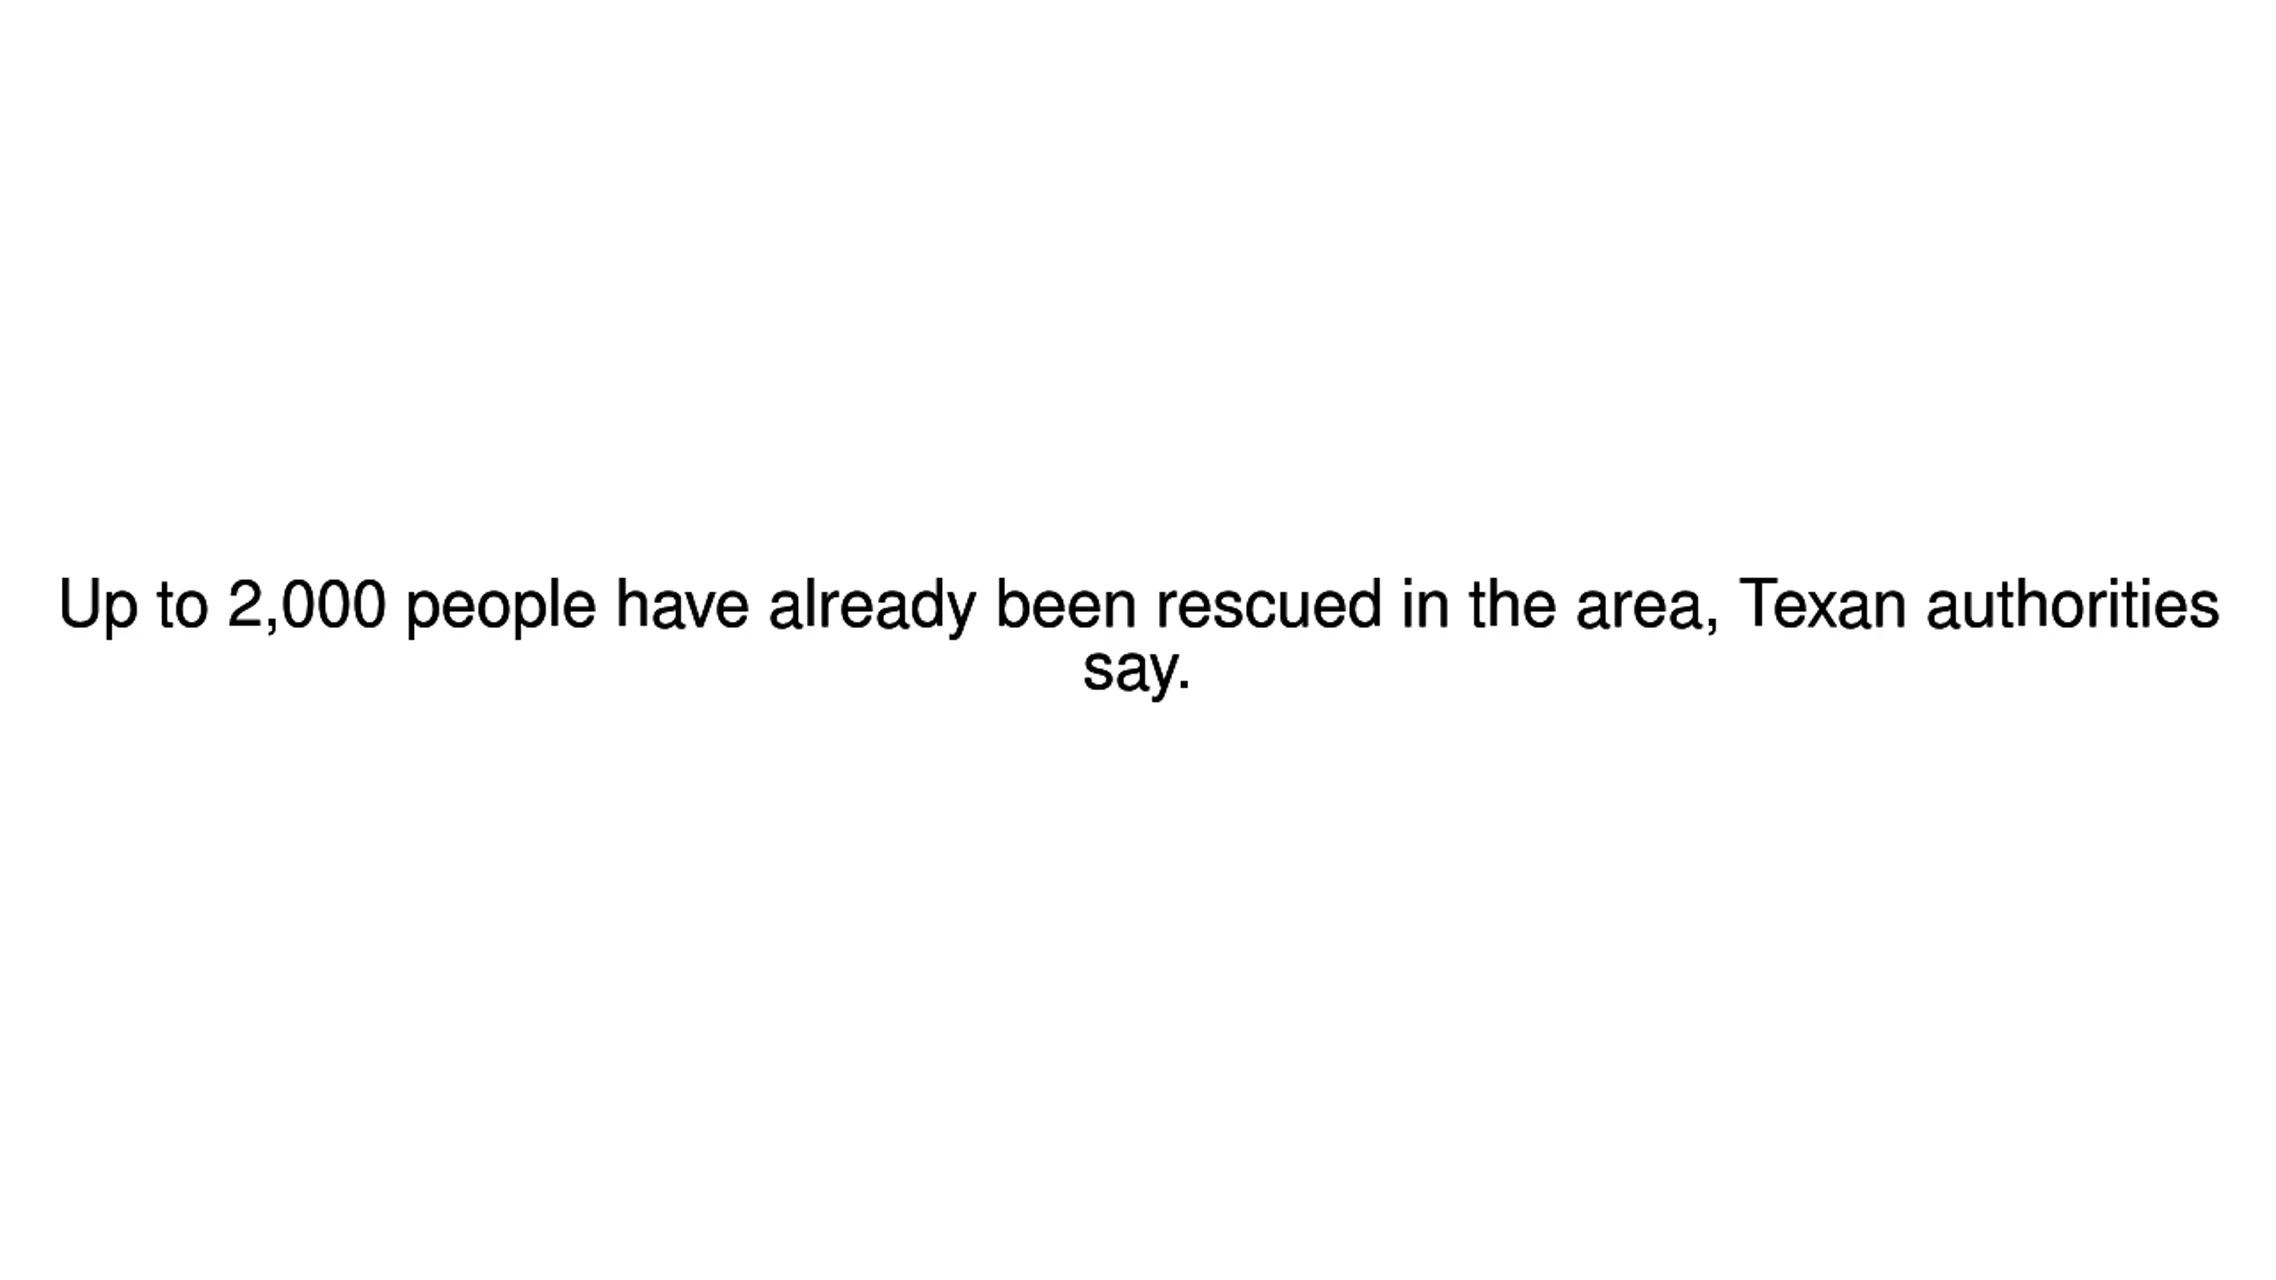 Up to 2,000 people have already been rescued in the area, Texan authorities
say.